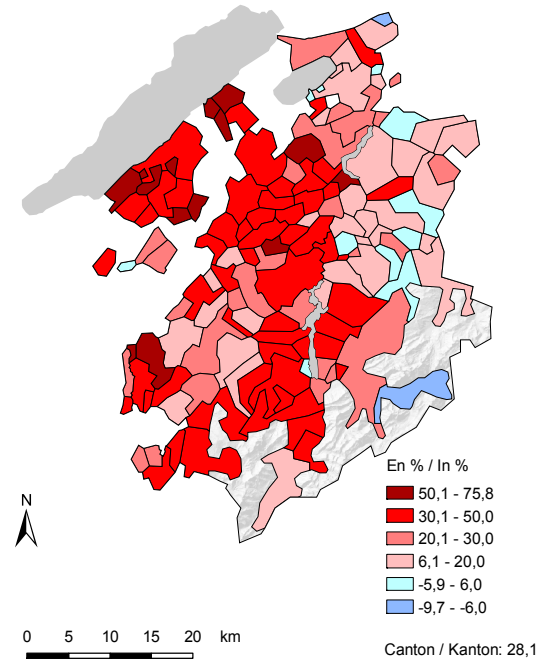 En % / In %
50,1 - 75,8
30,1 - 50,0
20,1 - 30,0
6,1 - 20,0
-5,9 - 6,0
-9,7 - -6,0
N
0 5 10 15 20 km
Canton / Kanton: 28,1